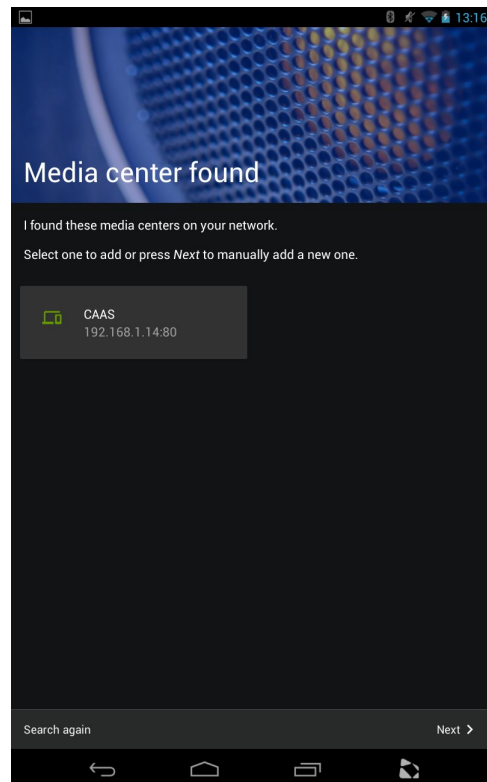 13:16
Media center found
I found these media centers on your network.
Select one to add or press Next to manually add a new one.
CAAS
192.168.1.14:80
Search again
Next